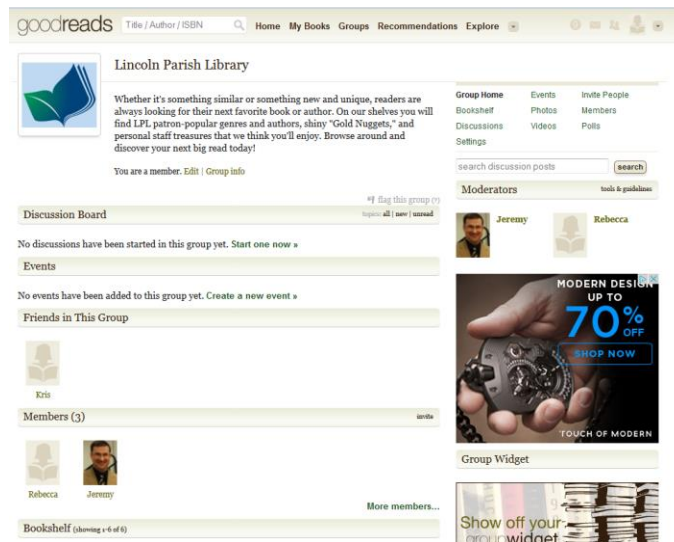 goodreads
Title / Author / ISBN
Home My Books Groups Recommendations Explore
Lincoln Parish Library
Whether it's something similar or something new and unique, readers are
always looking for their next favorite book or author. On our shelves you will
find LPL patron-popular genres and authors, shiny "Gold Nuggets," and
personal staff treasures that we think you'll enjoy. Browse around and
discover your next big read today!
You are a member. Edit | Group info
flag this group (?)
Discussion Board
topics: all | new | unread
No discussions have been started in this group yet. Start one now »
Events
No events have been added to this group yet. Create a new event »
Friends in This Group
Kris
Members (3)
invite
Rebecca Jeremy
More members...
Bookshelf (showing 1-6 of 6)
Group Home Events Invite People
Bookshelf Photos Members
Discussions Videos Polls
Settings
search discussion posts search
Moderators
tools & guidelines
Jeremy Rebecca
MODERN DESIGN
UP TO
70%
OFF
SHOP NOW
TOUCH OF MODERN
Group Widget
Show off your
group widget